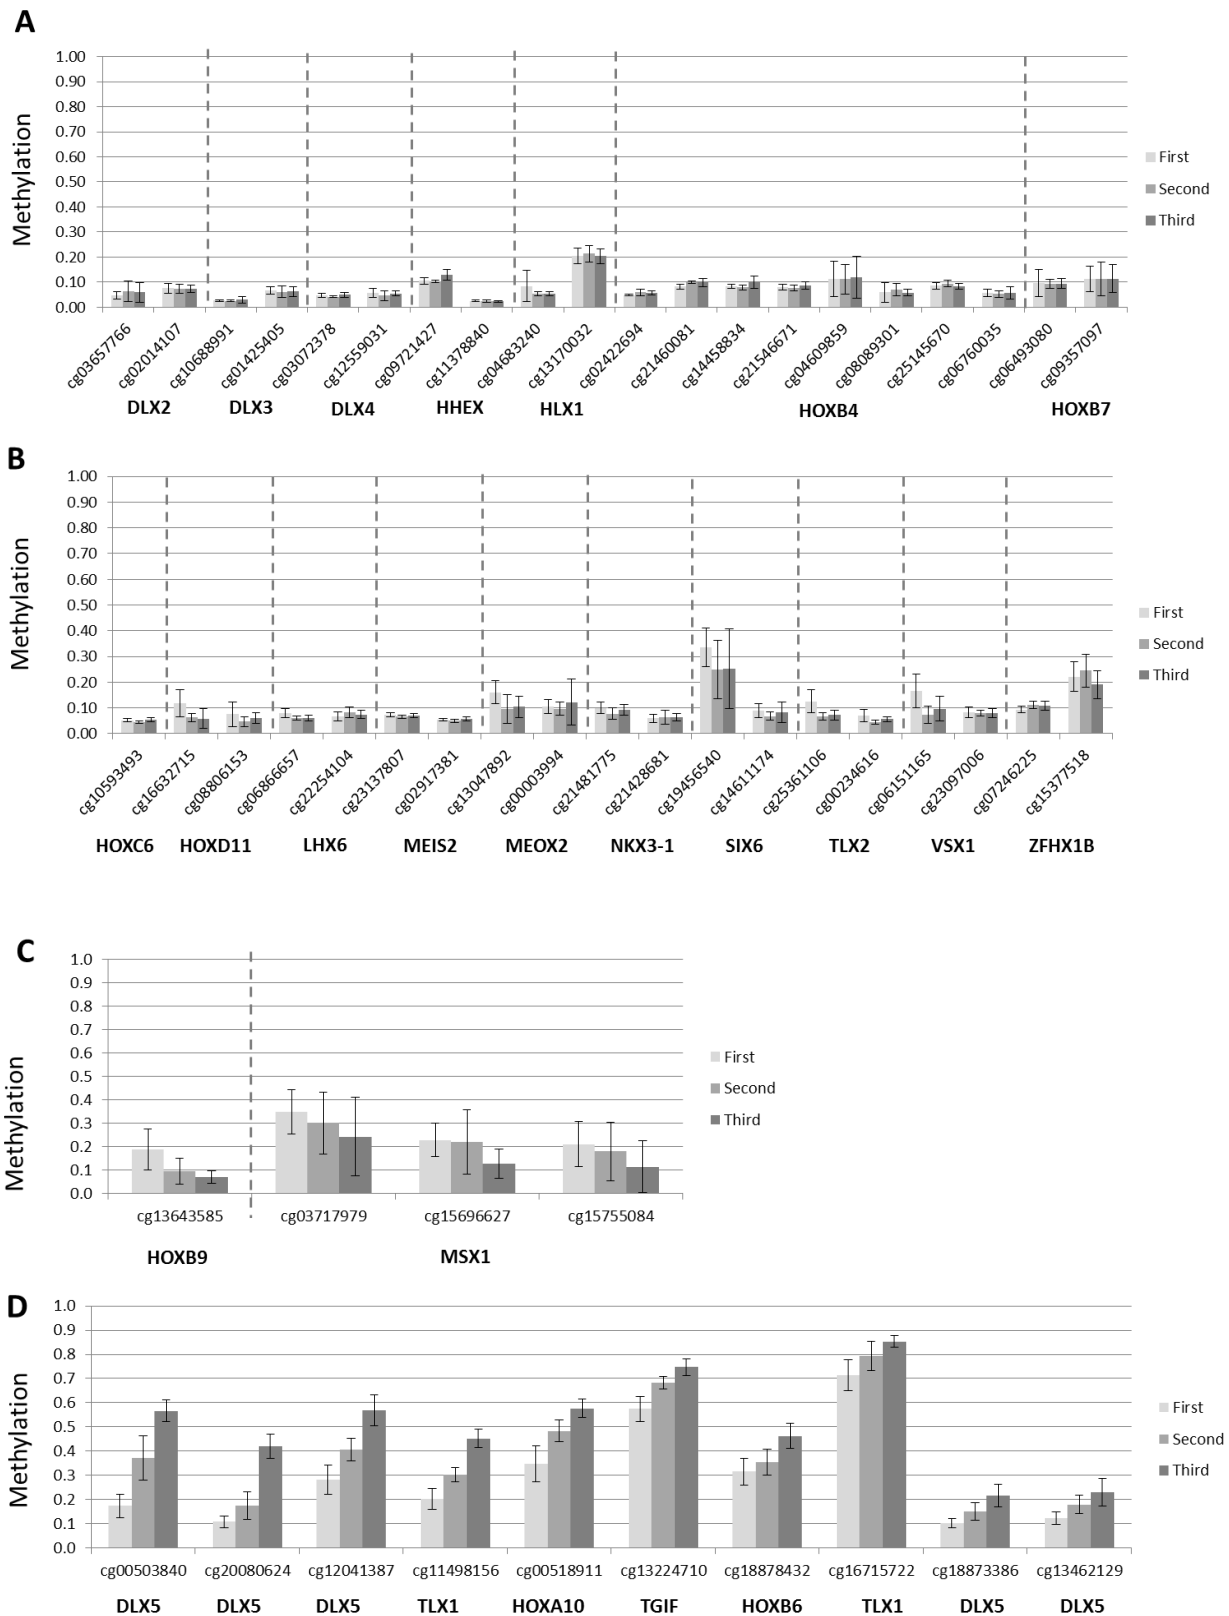 A
1.00
0.90
0.80
0.70
0.60
0.50
0.40
0.30
0.20
0.10
0.00
Methylation
First
Second
Third
cg03657766 cg02014107 cg10688991 cg01425405 cg03072378 cg12559031 cg09721427 cg11378840 cg04683240 cg13170032 cg02422694 cg21460081 cg14458834 cg21546671 cg04609859 cg08089301 cg25145670 cg06760035 cg06493080 cg09357097
DLX2 DLX3 DLX4 HHEX HLX1 HOXB4 HOXB7
B
1.00
0.90
0.80
0.70
0.60
0.50
0.40
0.30
0.20
0.10
0.00
Methylation
First
Second
Third
cg10593493 cg16632715 cg08806153 cg06866657 cg22254104 cg23137807 cg02917381 cg13047892 cg00003994 cg21481775 cg21428681 cg19456540 cg14611174 cg25361106 cg00234616 cg06151165 cg23097006 cg07246225 cg15377518
HOXC6 HOXD11 LHX6 MEIS2 MEOX2 NKX3-1 SIX6 TLX2 VSX1 ZFHX1B
C
1.0
0.9
0.8
0.7
0.6
0.5
0.4
0.3
0.2
0.1
0.0
Methylation
First
Second
Third
cg13643585 cg03717979 cg15696627 cg15755084
HOXB9 MSX1
D
1.0
0.9
0.8
0.7
0.6
0.5
0.4
0.3
0.2
0.1
0.0
Methylation
First
Second
Third
cg00503840 cg20080624 cg12041387 cg11498156 cg00518911 cg13224710 cg18878432 cg16715722 cg18873386 cg13462129
DLX5 DLX5 DLX5 TLX1 HOXA10 TGIF HOXB6 TLX1 DLX5 DLX5